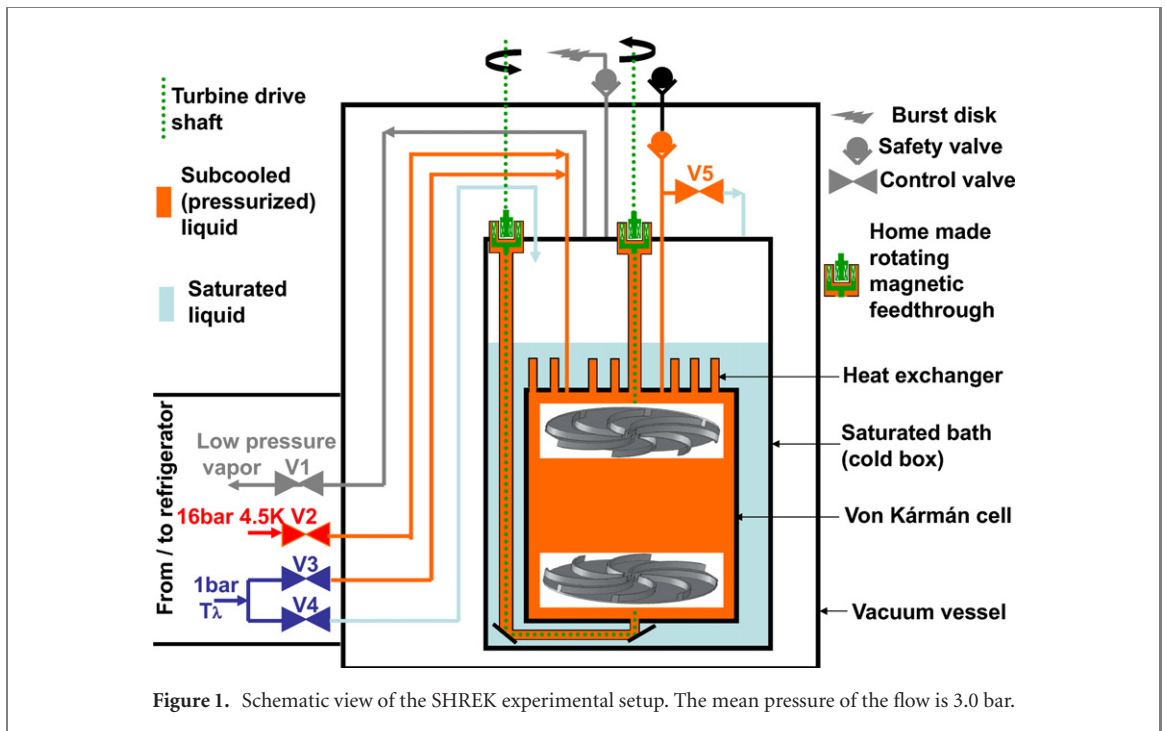 Turbine drive
shaft
Subcooled
(pressurized)
liquid
Saturated
liquid
Burst disk
Safety valve
Control valve
Home made
rotating
magnetic
feedthrough
V5
Heat exchanger
Saturated bath
(cold box)
Von Kármán cell
Vacuum vessel
From / to refrigerator
Low pressure
vapor V1
16bar 4.5K V2
V3
1bar
Tλ V4
Figure 1. Schematic view of the SHREK experimental setup. The mean pressure of the flow is 3.0 bar.